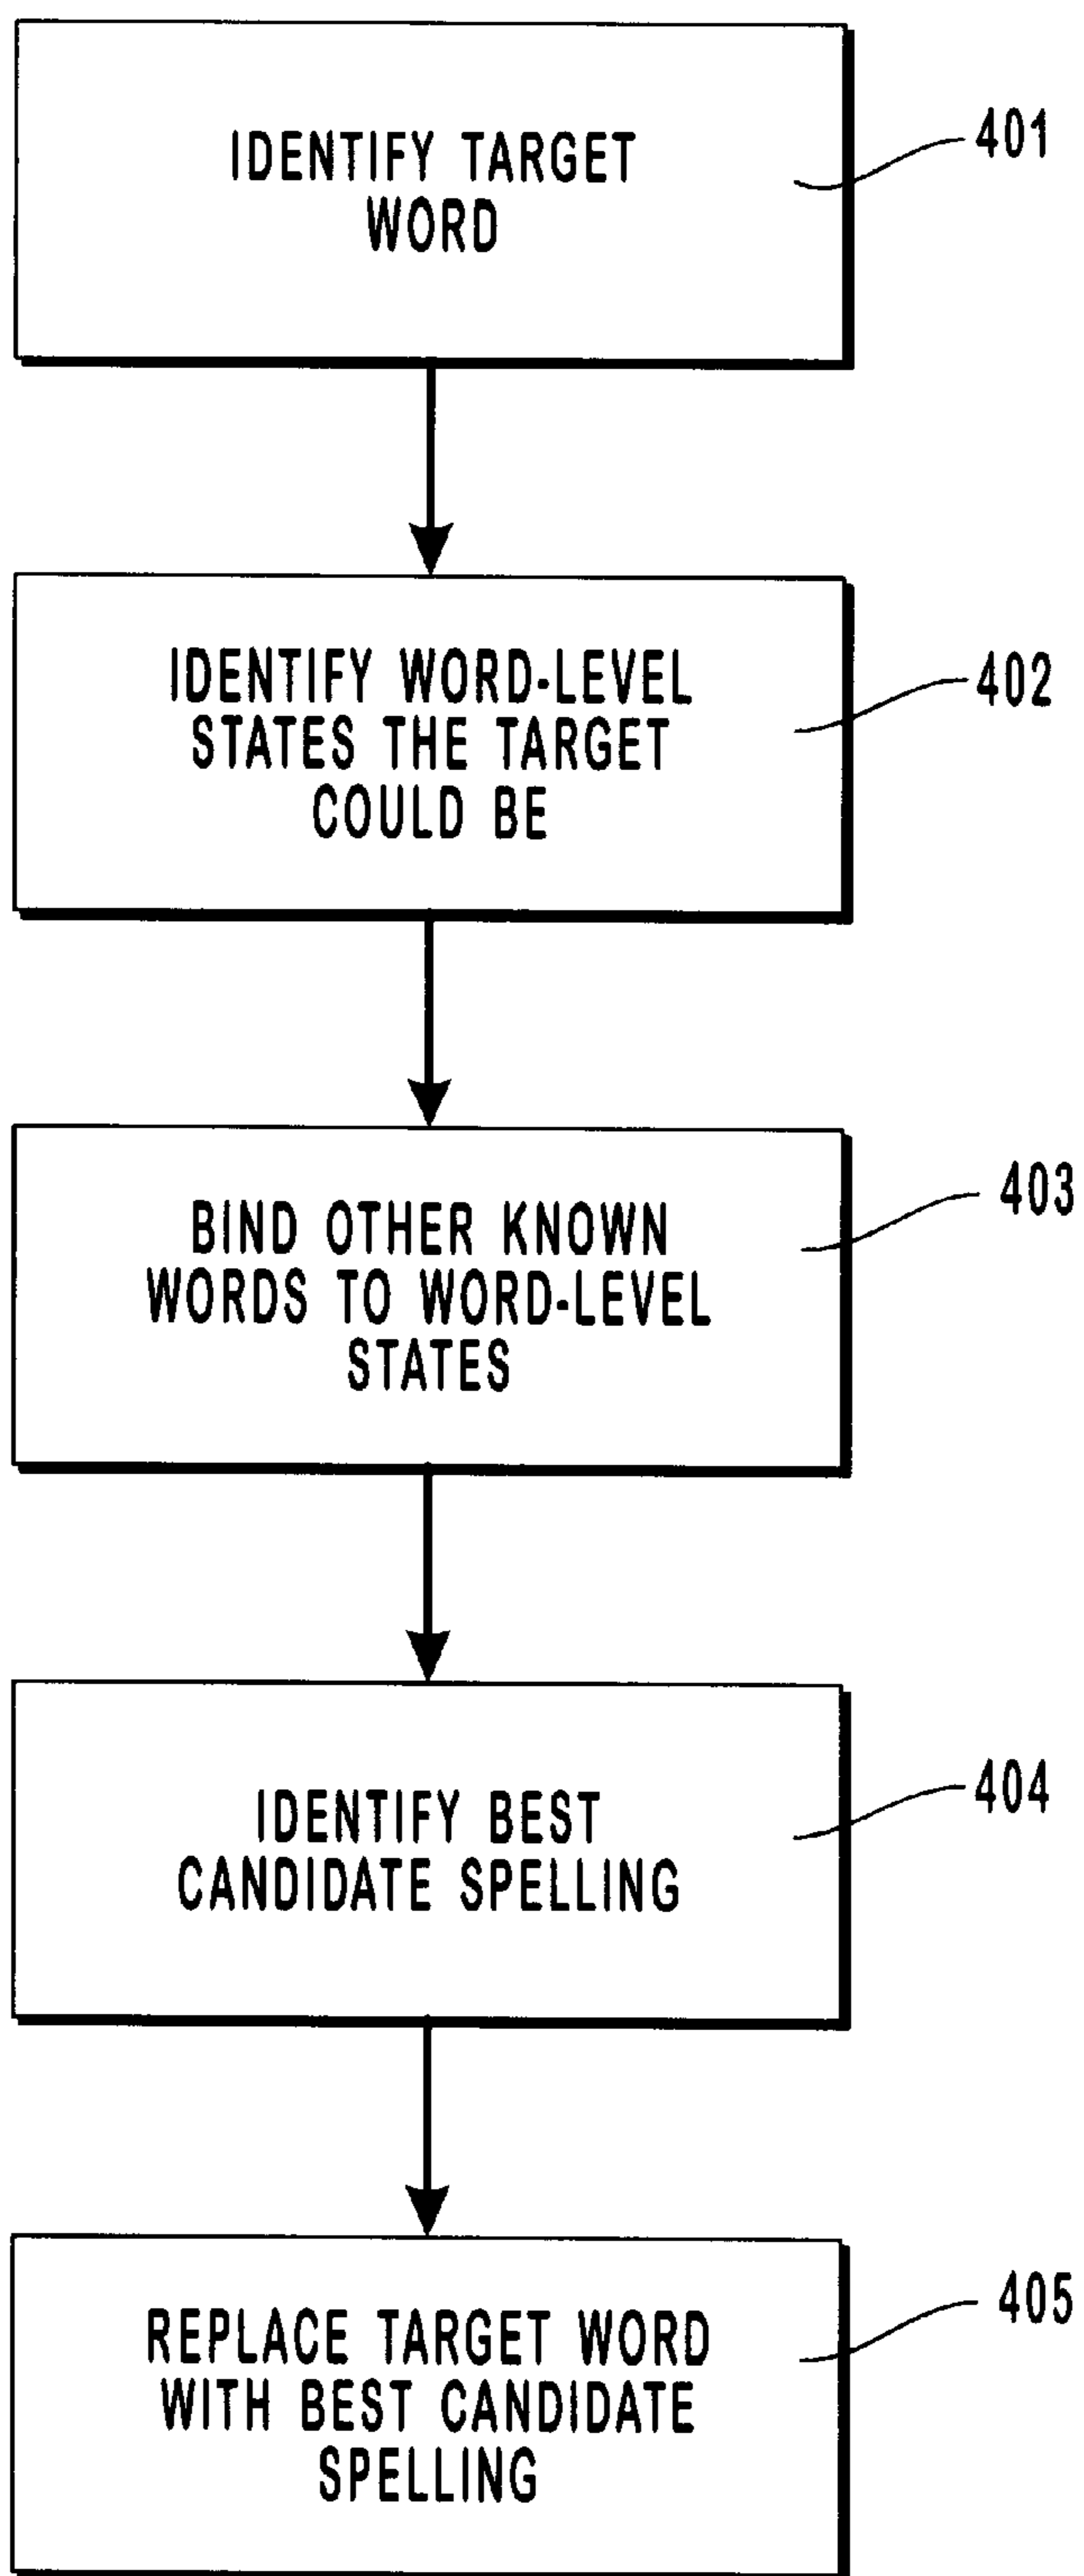 IDENTIFY TARGET
WORD
401
IDENTIFY WORD-LEVEL
STATES THE TARGET
COULD BE
402
BIND OTHER KNOWN
WORDS TO WORD-LEVEL
STATES
403
IDENTIFY BEST
CANDIDATE SPELLING
404
REPLACE TARGET WORD
WITH BEST CANDIDATE
SPELLING
405